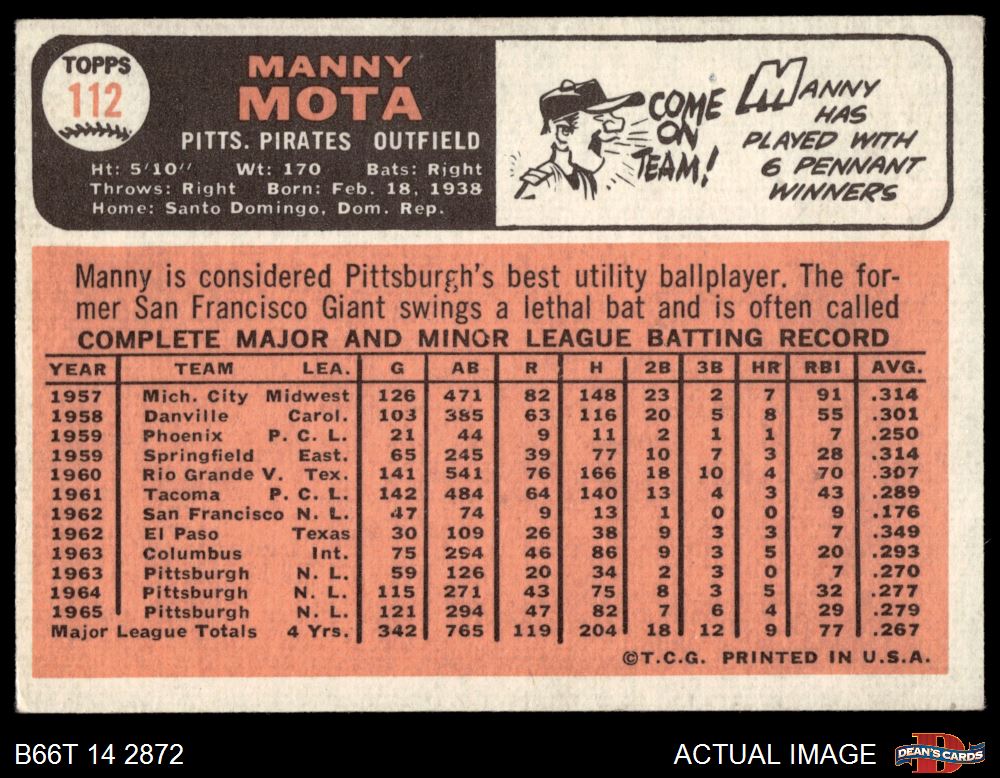 TOPPS
112
MANNY
MOTA
PITTS. PIRATES OUTFIELD
Ht: 5'10" Wt: 170 Bats: Right
Throws: Right Born: Feb. 18, 1938
Home: Santo Domingo, Dom. Rep.
COME
ON
TEAM!
MANNY
HAS
PLAYED WITH
6 PENNANT
WINNERS
Manny is considered Pittsburgh's best utility ballplayer. The for-
mer San Francisco Giant swings a lethal bat and is often called
COMPLETE MAJOR AND MINOR LEAGUE BATTING RECORD
YEAR TEAM LEA. G AB R H 2B 3B HR RBI AVG.
1957 Mich. City Midwest 126 471 82 148 23 2 7 91 .314
1958 Danville Carol. 103 385 63 116 20 5 8 55 .301
1959 Phoenix P. C. L. 21 44 9 11 2 1 1 7 .250
1959 Springfield East. 65 245 39 77 10 7 3 28 .314
1960 Rio Grande V. Tex. 141 541 76 166 18 10 4 70 .307
1961 Tacoma P. C. L. 142 484 64 140 13 4 3 43 .289
1962 San Francisco N. L. 47 74 9 13 1 0 0 9 .176
1962 El Paso Texas 30 109 26 38 9 3 3 7 .349
1963 Columbus Int. 75 294 46 86 9 3 5 20 .293
1963 Pittsburgh N. L. 59 126 20 34 2 3 0 7 .270
1964 Pittsburgh N. L. 115 271 43 75 8 3 5 32 .277
1965 Pittsburgh N. L. 121 294 47 82 7 6 4 29 .279
Major League Totals 4 Yrs. 342 765 119 204 18 12 9 77 .267
©T.C.G. PRINTED IN U.S.A.
B66T 14 2872
ACTUAL IMAGE
DEAN'S CARDS